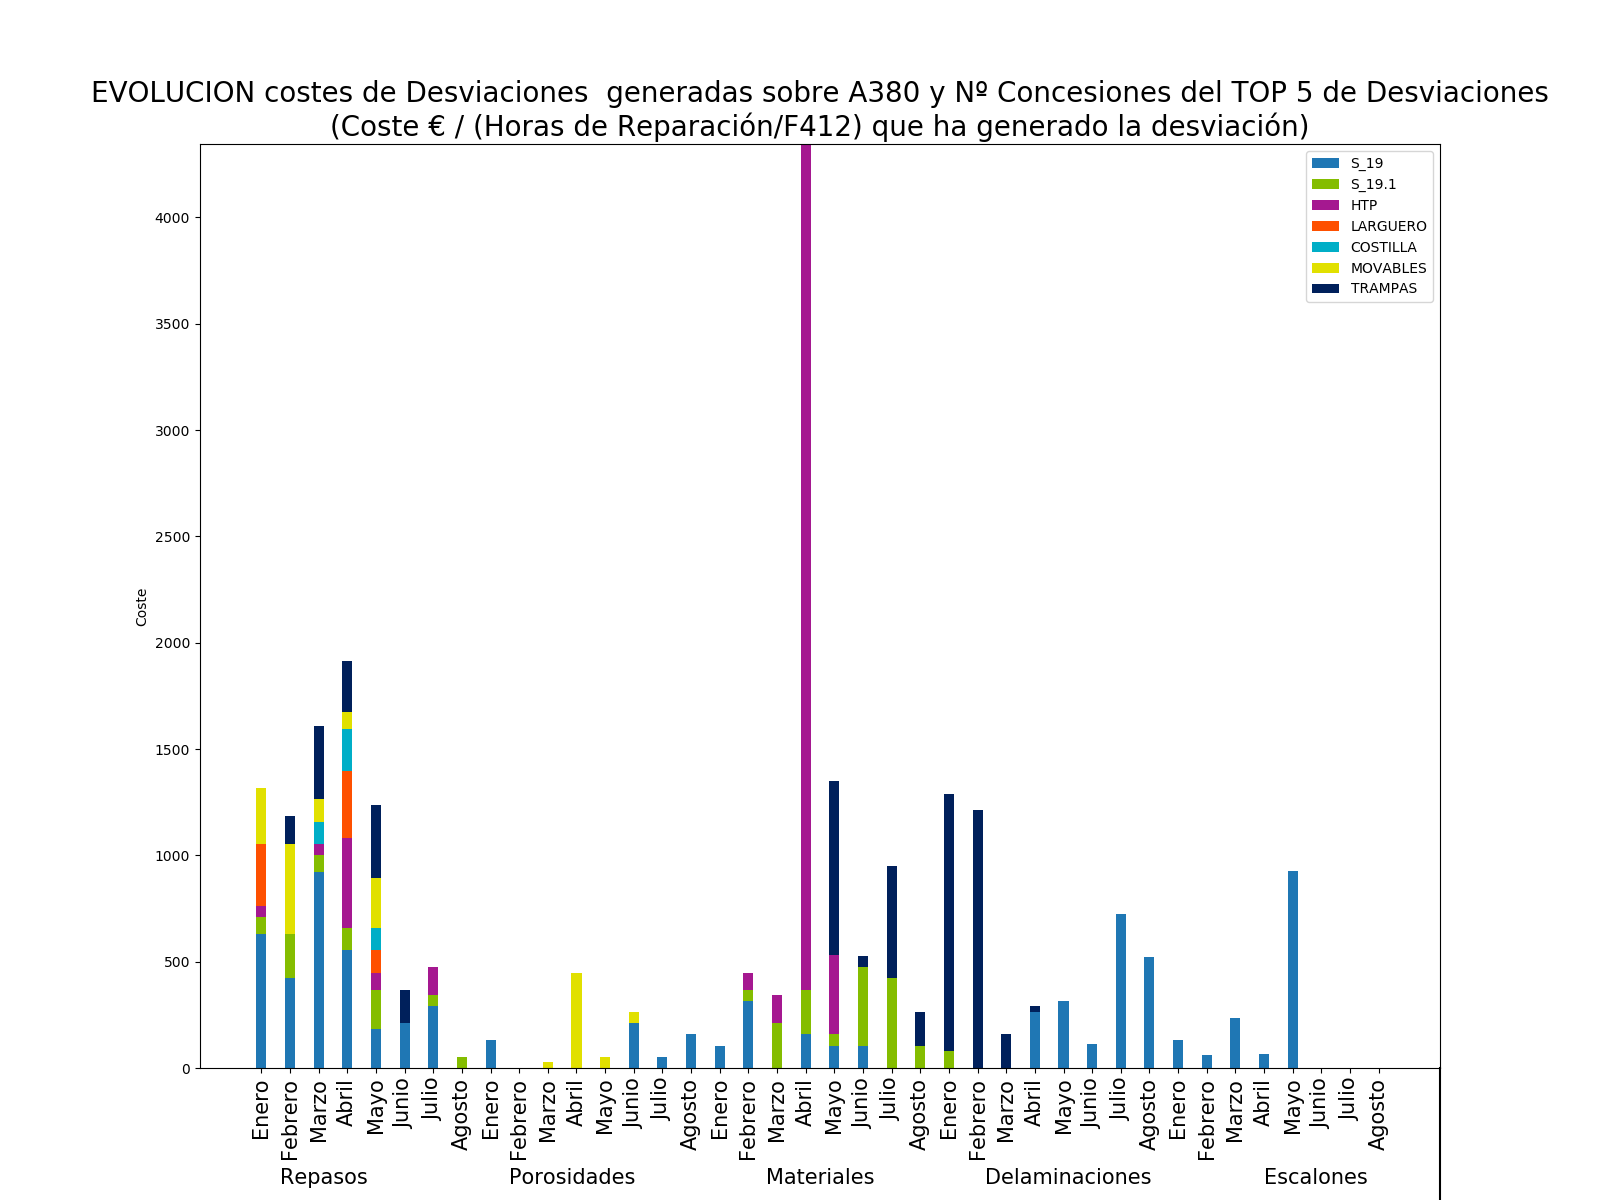 EVOLUCION costes de Desviaciones  generadas sobre A380 y Nº Concesiones del TOP 5 de Desviaciones
(Coste € / (Horas de Reparación/F412) que ha generado la desviación)
S_19
S_19.1
HTP
LARGUERO
COSTILLA
MOVABLES
TRAMPAS
4000
3500
3000
2500
2000
1500
1000
500
0
Coste
Enero Febrero Marzo Abril Mayo Junio Julio Agosto Enero Febrero Marzo Abril Mayo Junio Julio Agosto Enero Febrero Marzo Abril Mayo Junio Julio Agosto Enero Febrero Marzo Abril Mayo Junio Julio Agosto Enero Febrero Marzo Abril Mayo Junio Julio Agosto
Repasos Porosidades Materiales Delaminaciones Escalones